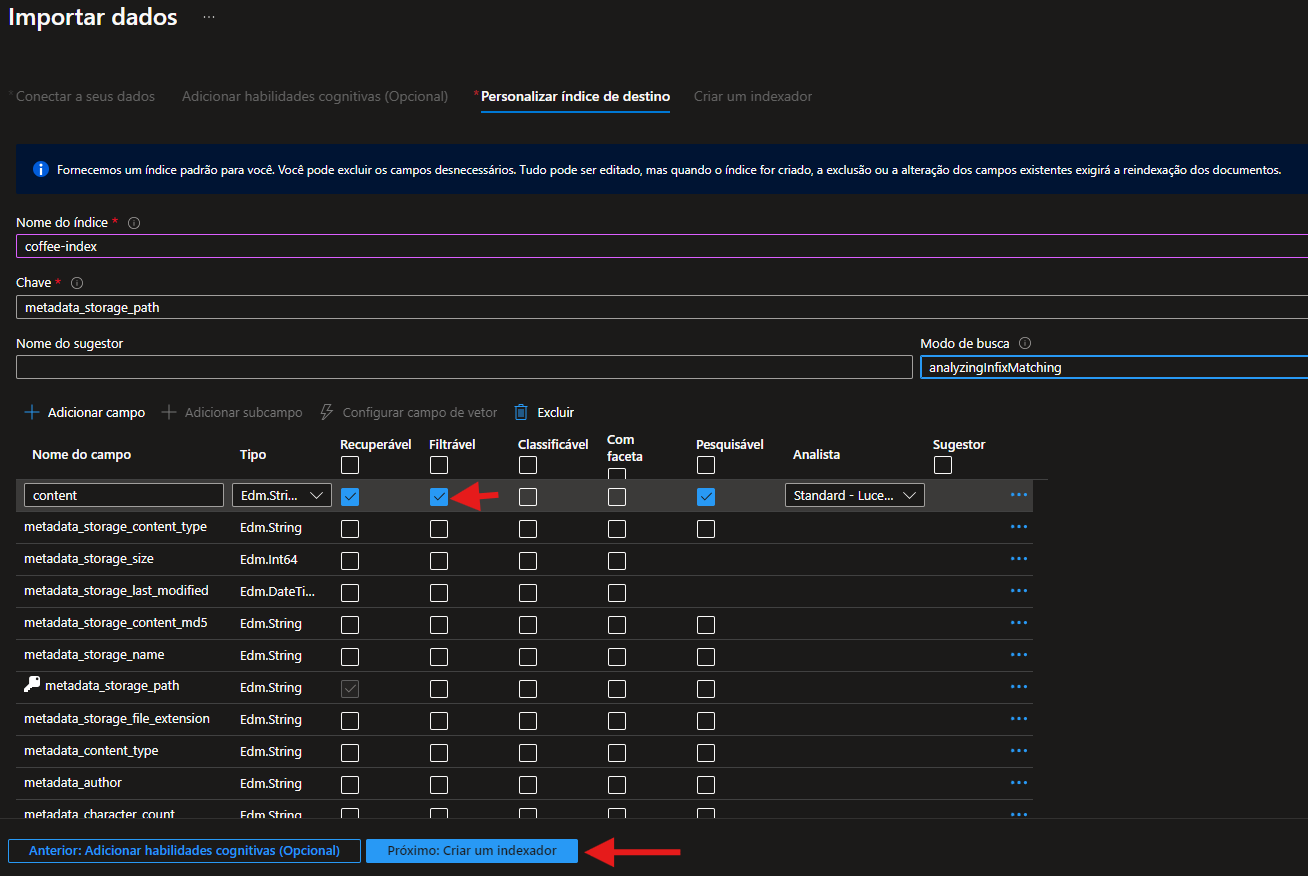 Importar dados ...
* Conectar a seus dados Adicionar habilidades cognitivas (Opcional) * Personalizar índice de destino Criar um indexador
Fornecemos um índice padrão para você. Você pode excluir os campos desnecessários. Tudo pode ser editado, mas quando o índice for criado, a exclusão ou a alteração dos campos existentes exigirá a reindexação dos documentos.
Nome do índice *
coffee-index
Chave *
metadata_storage_path
Nome do sugestor Modo de busca
analyzingInfixMatching
Adicionar campo Adicionar subcampo Configurar campo de vetor Excluir
Nome do campo Tipo Recuperável Filtrável Classificável Com faceta Pesquisável Analista Sugestor
content Edm.Stri... Standard - Luce...
metadata_storage_content_type Edm.String
metadata_storage_size Edm.Int64
metadata_storage_last_modified Edm.DateTi...
metadata_storage_content_md5 Edm.String
metadata_storage_name Edm.String
metadata_storage_path Edm.String
metadata_storage_file_extension Edm.String
metadata_content_type Edm.String
metadata_author Edm.String
metadata_character_count Edm.String
Anterior: Adicionar habilidades cognitivas (Opcional) Próximo: Criar um indexador